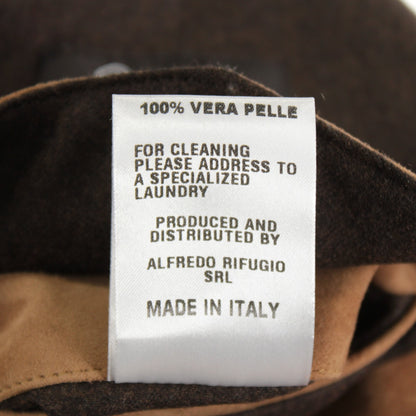 100% VERA PELLE
FOR CLEANING
PLEASE ADDRESS TO
A SPECIALIZED
LAUNDRY
PRODUCED AND
DISTRIBUTED BY
ALFREDO RIFUGIO
SRL
MADE IN ITALY